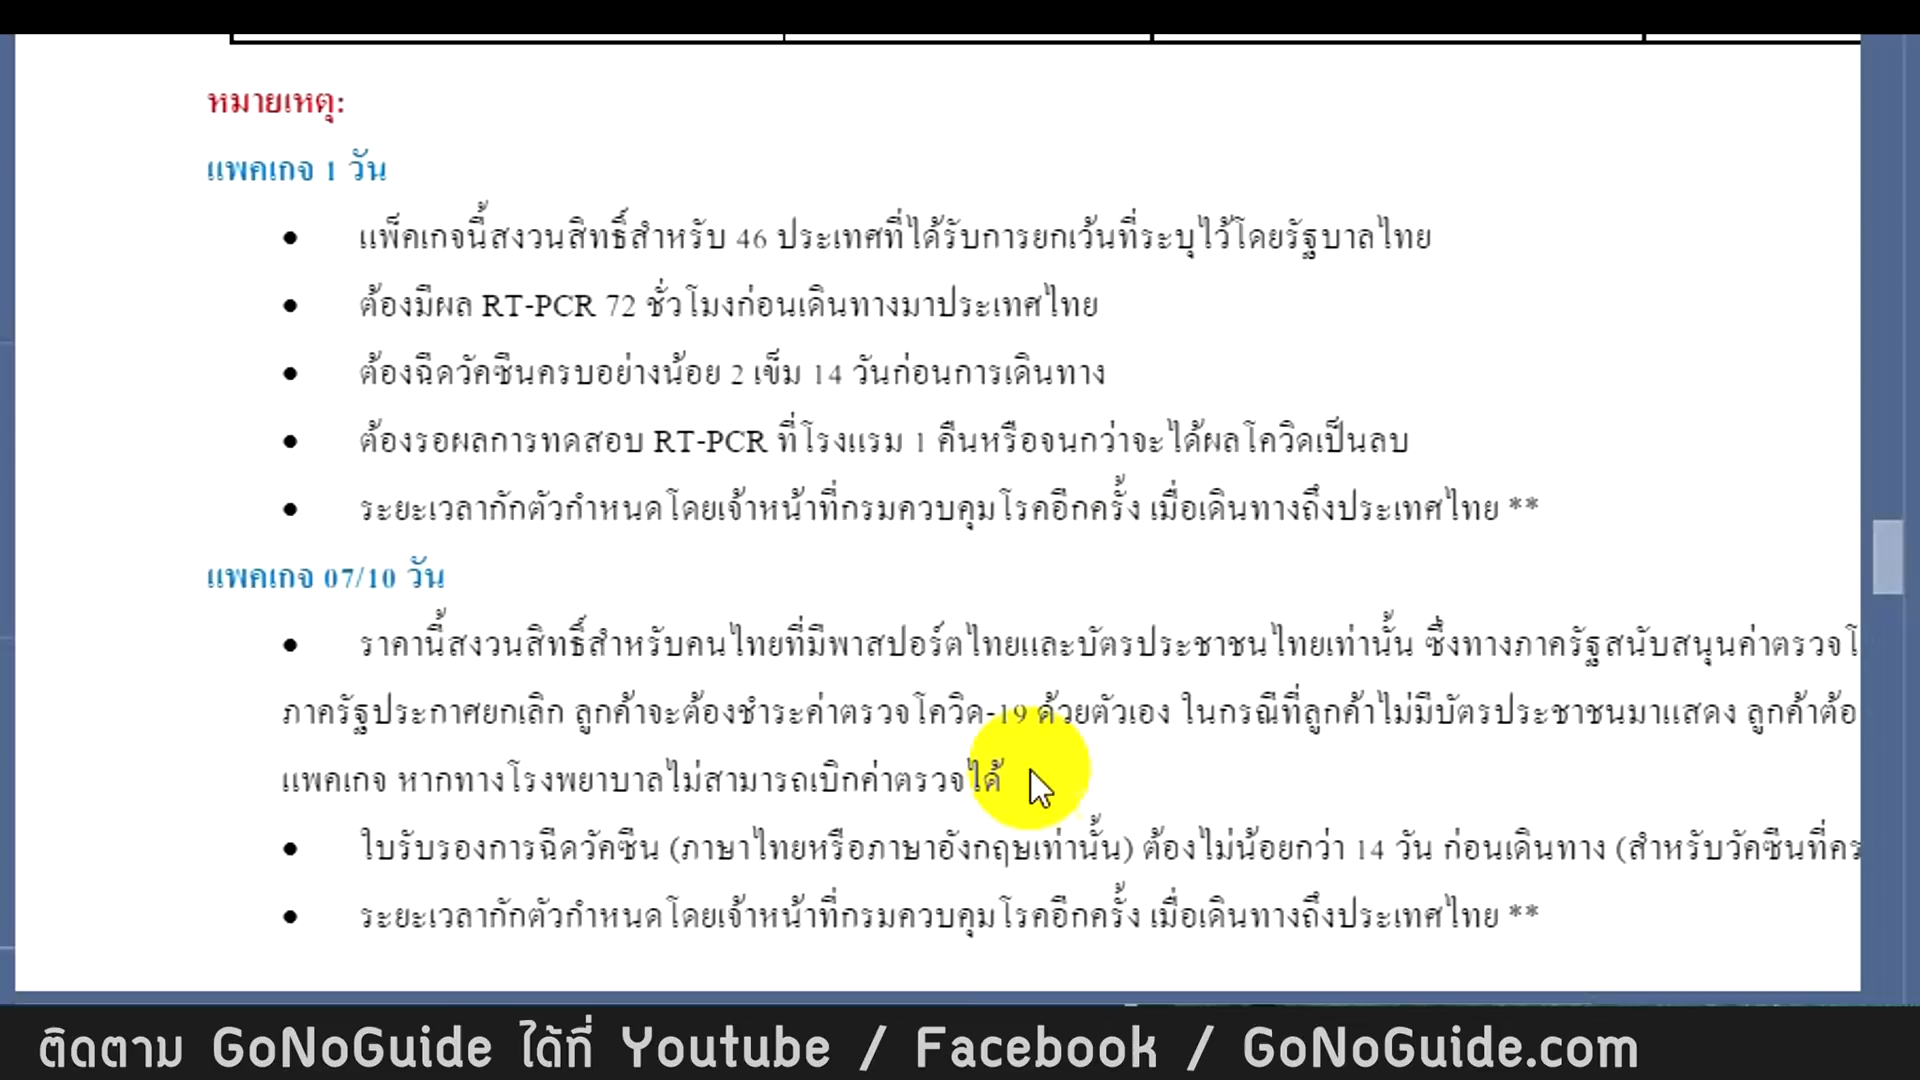 หมายเหตุ:
แพคเกจ 1 วัน
• แพ็คเกจนี้สงวนสิทธิ์สำหรับ 46 ประเทศที่ได้รับการยกเว้นที่ระบุไว้โดยรัฐบาลไทย
• ต้องมีผล RT-PCR 72 ชั่วโมงก่อนเดินทางมาประเทศไทย
• ต้องฉีดวัคซีนครบอย่างน้อย 2 เข็ม 14 วันก่อนการเดินทาง
• ต้องรอผลการทดสอบ RT-PCR ที่โรงแรม 1 คืนหรือจนกว่าจะได้ผลโควิดเป็นลบ
• ระยะเวลากักตัวกำหนดโดยเจ้าหน้าที่กรมควบคุมโรคอีกครั้ง เมื่อเดินทางถึงประเทศไทย **
แพคเกจ 07/10 วัน
• ราคานี้สงวนสิทธิ์สำหรับคนไทยที่มีพาสปอร์ตไทยและบัตรประชาชนไทยเท่านั้น ซึ่งทางภาครัฐสนับสนุนค่าตรวจ
ภาครัฐประกาศยกเลิก ลูกค้าจะต้องชำระค่าตรวจโควิด-19 ด้วยตัวเอง ในกรณีที่ลูกค้าไม่มีบัตรประชาชนมาแสดง ลูกค้า
แพคเกจ หากทางโรงพยาบาลไม่สามารถเบิกค่าตรวจได้
• ใบรับรองการฉีดวัคซีน (ภาษาไทยหรือภาษาอังกฤษเท่านั้น) ต้องไม่น้อยกว่า 14 วัน ก่อนเดินทาง (สำหรับวัคซีนที่
• ระยะเวลากักตัวกำหนดโดยเจ้าหน้าที่กรมควบคุมโรคอีกครั้ง เมื่อเดินทางถึงประเทศไทย **
ติดตาม GoNoGuide ได้ที่ Youtube / Facebook / GoNoGuide.com